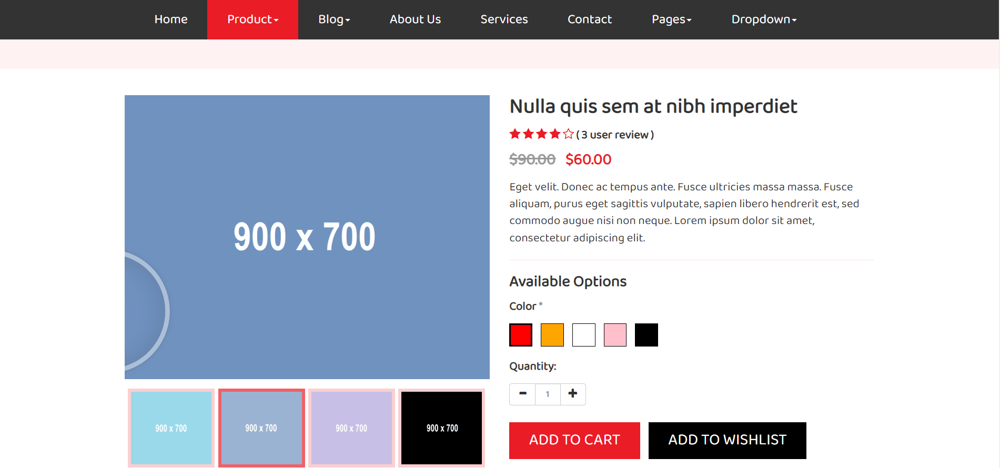 Home Product Blog About Us Services Contact Pages Dropdown
900 x 700
900 x 700 900 x 700 900 x 700 900 x 700
Nulla quis sem at nibh imperdiet
( 3 user review )
$90.00 $60.00
Eget velit. Donec ac tempus ante. Fusce ultricies massa massa. Fusce
aliquam, purus eget sagittis vulputate, sapien libero hendrerit est, sed
commodo augue nisi non neque. Lorem ipsum dolor sit amet,
consectetur adipiscing elit.
Available Options
Color *
Quantity:
1
ADD TO CART ADD TO WISHLIST